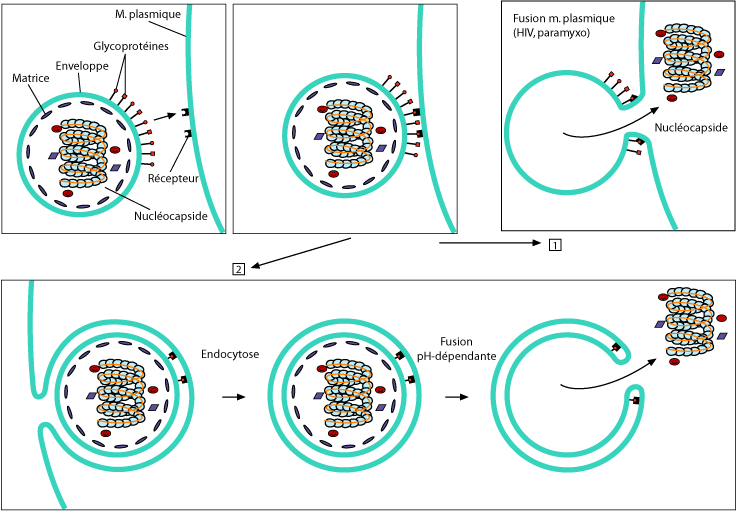 M. plasmique
Glycoprotéines
Enveloppe
Matrice
Récepteur
Nucléocapside
Fusion m. plasmique
(HIV, paramyxo)
Nucléocapside
1
2
Endocytose
Fusion
pH-dépendante